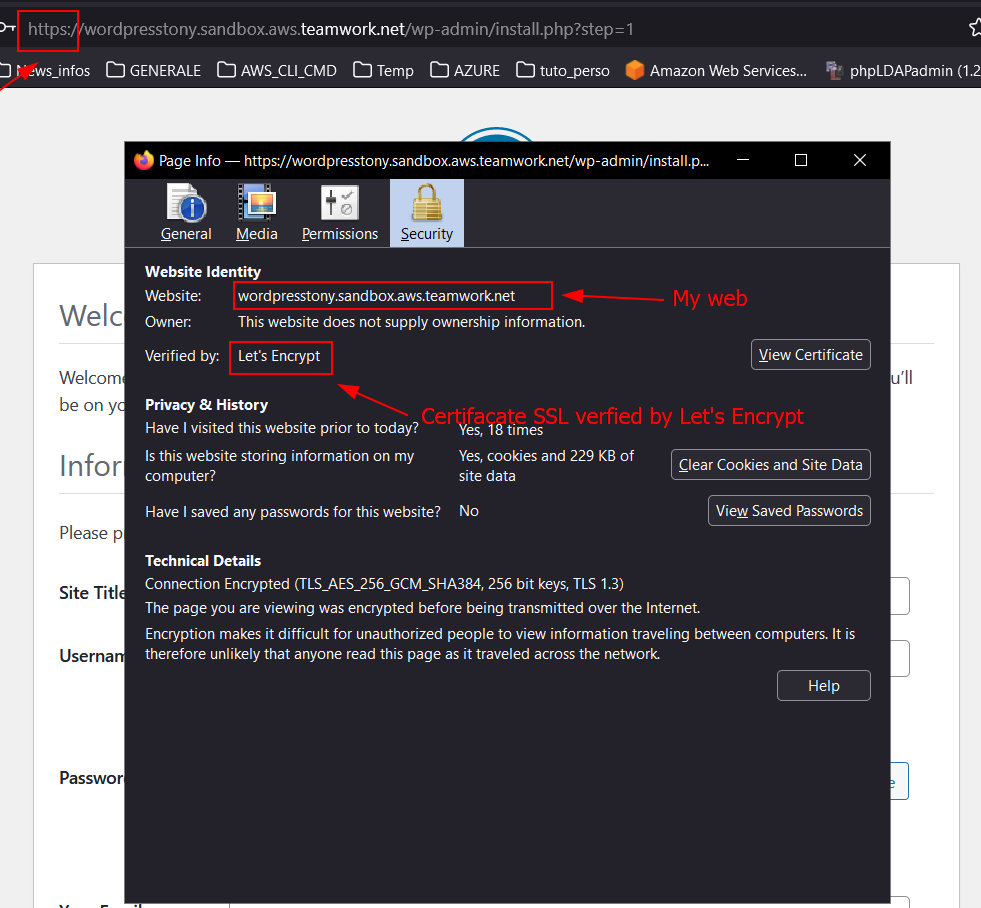 https://wordpresstony.sandbox.aws.teamwork.net/wp-admin/install.php?step=1
News_infos GENERALE AWS_CLI_CMD Temp AZURE tuto_perso Amazon Web Services... phpLDAPadmin (1.2
Page Info — https://wordpresstony.sandbox.aws.teamwork.net/wp-admin/install.p...
General Media Permissions Security
Website Identity
Website: wordpresstony.sandbox.aws.teamwork.net My web
Owner: This website does not supply ownership information.
Welc
Verified by: Let's Encrypt View Certificate
Welcome u'll
be on yo
Privacy & History
Certifacate SSL verfied by Let's Encrypt
Have I visited this website prior to today? Yes, 18 times
Is this website storing information on my Yes, cookies and 229 KB of
computer? site data
Clear Cookies and Site Data
Infor
Have I saved any passwords for this website? No View Saved Passwords
Please p
Technical Details
Connection Encrypted (TLS_AES_256_GCM_SHA384, 256 bit keys, TLS 1.3)
Site Title
The page you are viewing was encrypted before being transmitted over the Internet.
Encryption makes it difficult for unauthorized people to view information traveling between computers. It is
therefore unlikely that anyone read this page as it traveled across the network.
Usernam
Help
Passwor
e